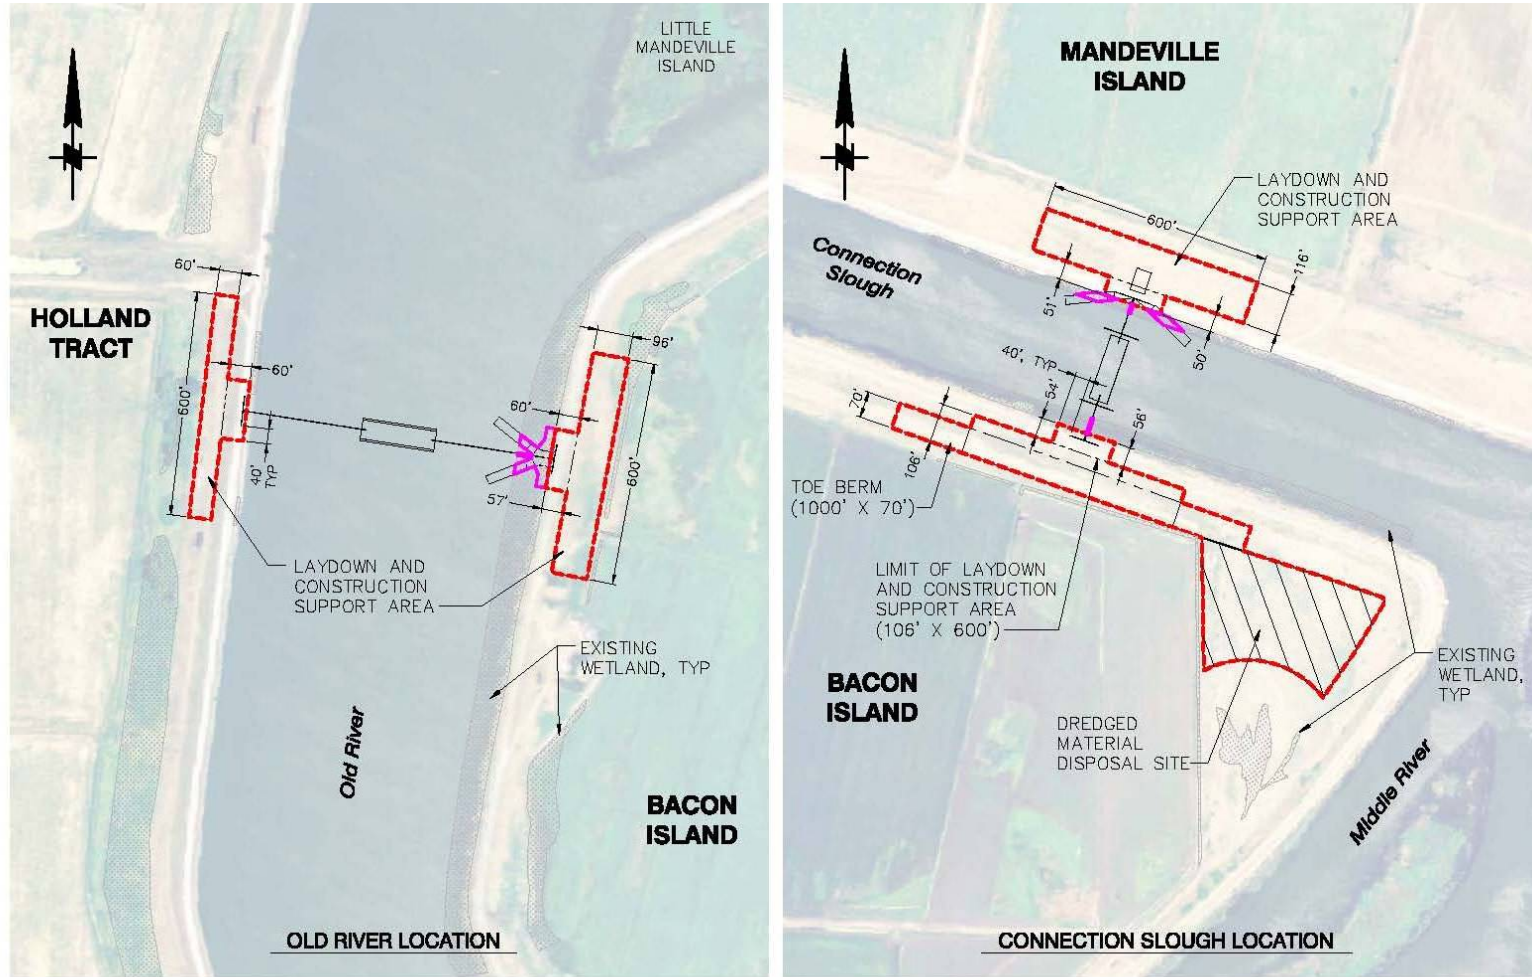 LITTLE
MANDEVILLE
ISLAND
60'
HOLLAND
TRACT
60'
96'
600'
60'
40'
TYP
57'
600'
LAYDOWN AND
CONSTRUCTION
SUPPORT AREA
EXISTING
WETLAND, TYP
Old River
BACON
ISLAND
OLD RIVER LOCATION
MANDEVILLE
ISLAND
LAYDOWN AND
CONSTRUCTION
SUPPORT AREA
600'
Connection
Slough
116'
51'
50'
40', TYP
54'
70'
56'
106'
TOE BERM
(1000' X 70')
LIMIT OF LAYDOWN
AND CONSTRUCTION
SUPPORT AREA
(106' X 600')
EXISTING
WETLAND,
TYP
BACON
ISLAND
DREDGED
MATERIAL
DISPOSAL SITE
Middle River
CONNECTION SLOUGH LOCATION